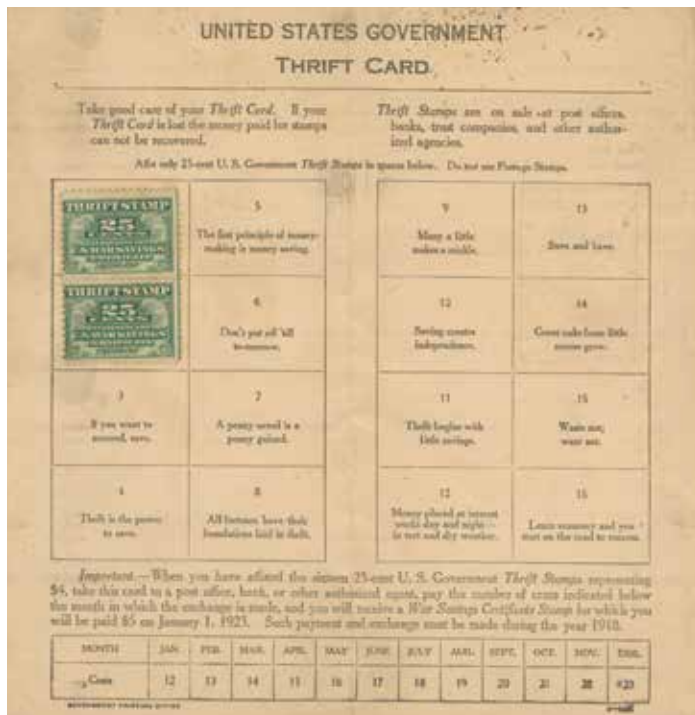 UNITED STATES GOVERNMENT
THRIFT CARD
Take good care of your Thrift Card. If your
Thrift Card is lost the money paid for stamps
can not be recovered.
Thrift Stamps are on sale at post offices,
banks, trust companies, and other author-
ized agencies.
Affix only 25-cent U. S. Government Thrift Stamps in spaces below. Do not use Postage Stamps.
THRIFT STAMP
25
THRIFT STAMP
25
3
If you want to
succeed, save.
4
Thrift is the power
to save.
5
The first principle of money-
making is money saving.
6
Don't put off 'till
to-morrow.
7
A penny saved is a
penny gained.
8
All fortunes have their
foundations laid in thrift.
9
Many a little
makes a mickle.
Saving creates
independence.
11
Thrift begins with
little savings.
12
Money placed at interest
works day and night—
in wet and dry weather.
13
Save and have.
14
Great oaks from little
acorns grow.
15
Waste not,
want not.
Learn economy and you
start on the road to success.
Important.—When you have affixed the sixteen 25-cent U. S. Government Thrift Stamps representing
$4, take this card to a post office, bank, or other authorized agent, pay the number of cents indicated below
the month in which the exchange is made, and you will receive a War Savings Certificate Stamp for which you
will be paid $5 on January 1, 1923. Such payment and exchange must be made during the year 1918.
MONTH JAN. FEB. MAR. APR. MAY JUNE JULY AUG. SEPT. OCT. NOV. DEC.
Cents 12 13 14 15 16 17 18 19 20 21 22 23
GOVERNMENT PRINTING OFFICE